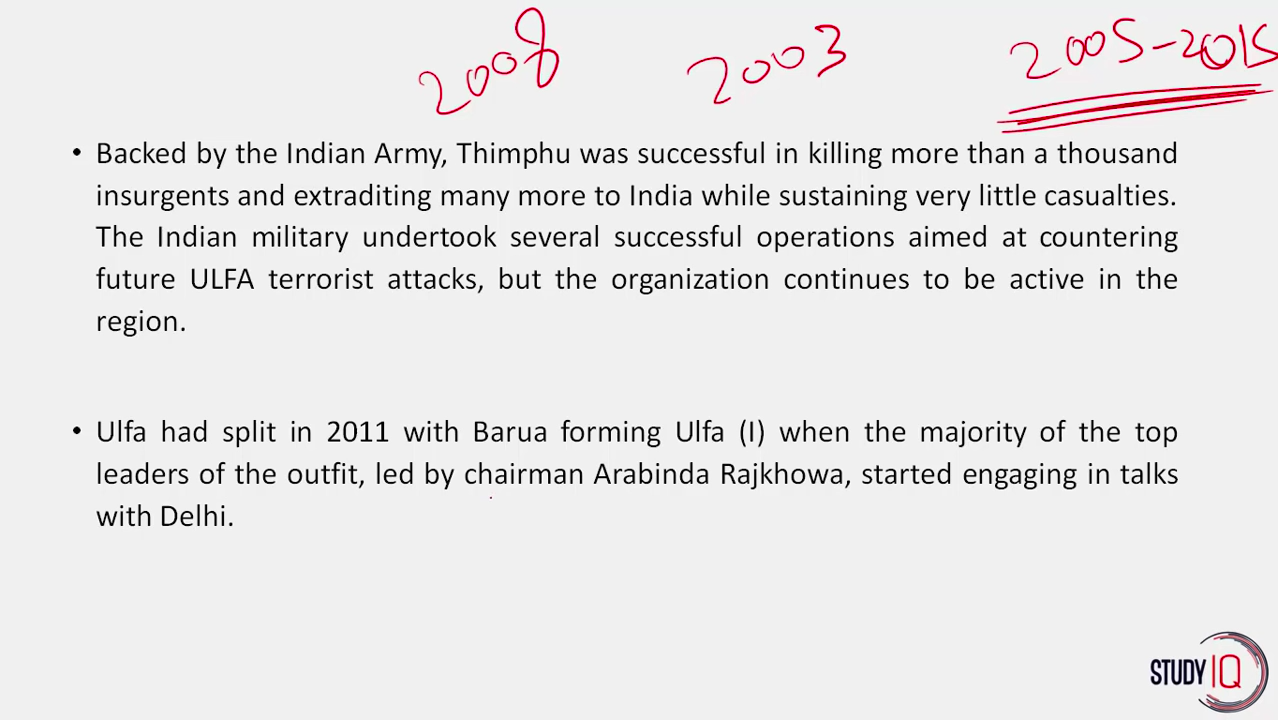 2008 2003 2005-2015
• Backed by the Indian Army, Thimphu was successful in killing more than a thousand
insurgents and extraditing many more to India while sustaining very little casualties.
The Indian military undertook several successful operations aimed at countering
future ULFA terrorist attacks, but the organization continues to be active in the
region.
• Ulfa had split in 2011 with Barua forming Ulfa (I) when the majority of the top
leaders of the outfit, led by chairman Arabinda Rajkhowa, started engaging in talks
with Delhi.
STUDY IQ